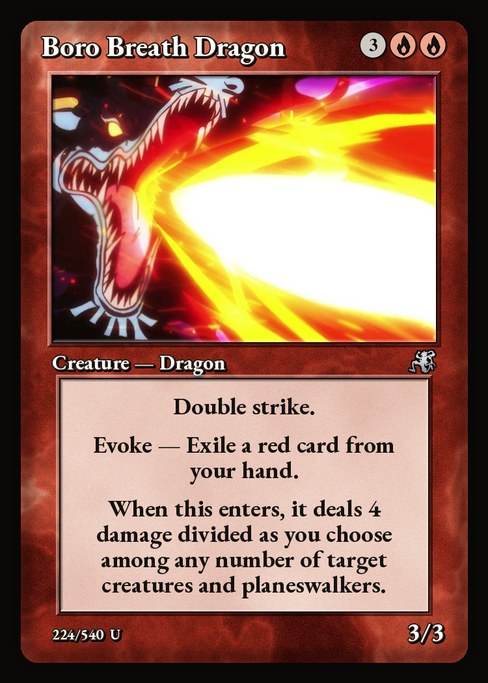 Boro Breath Dragon 3
Creature — Dragon
Double strike.
Evoke — Exile a red card from
your hand.
When this enters, it deals 4
damage divided as you choose
among any number of target
creatures and planeswalkers.
224/540 U 3/3